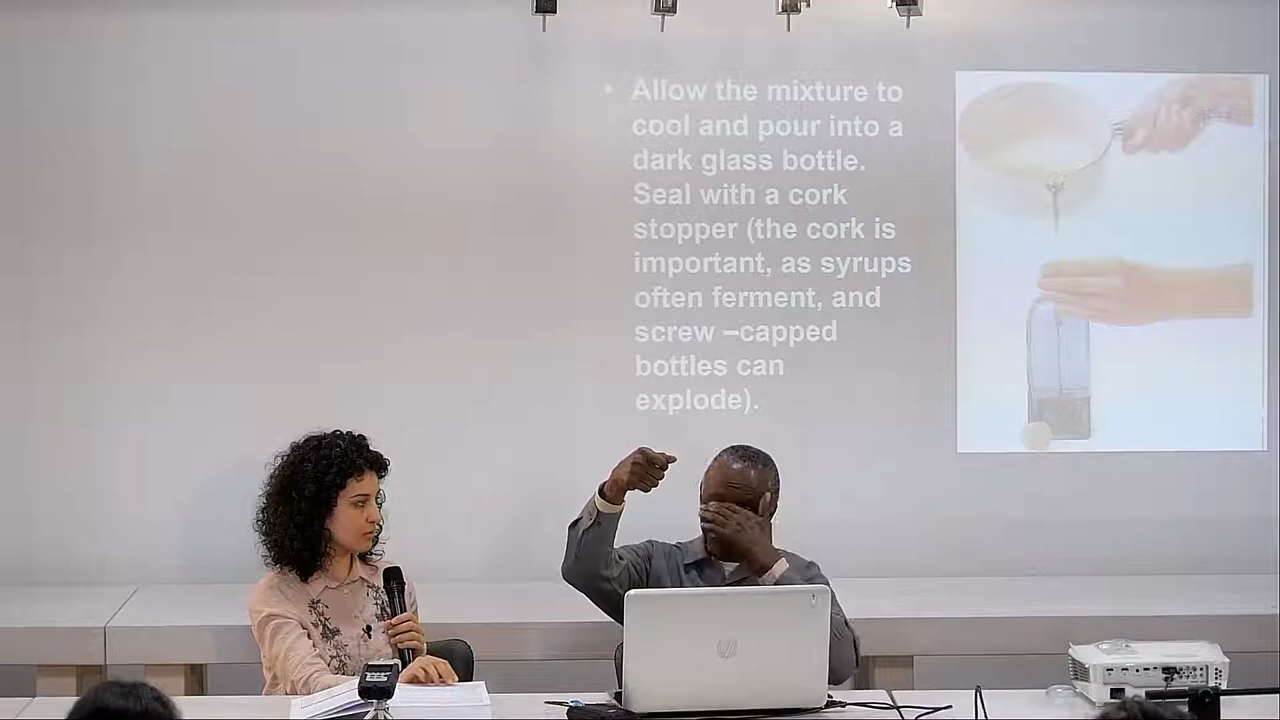 • Allow the mixture to
cool and pour into a
dark glass bottle.
Seal with a cork
stopper (the cork is
important, as syrups
often ferment, and
screw –capped
bottles can
explode).
hp